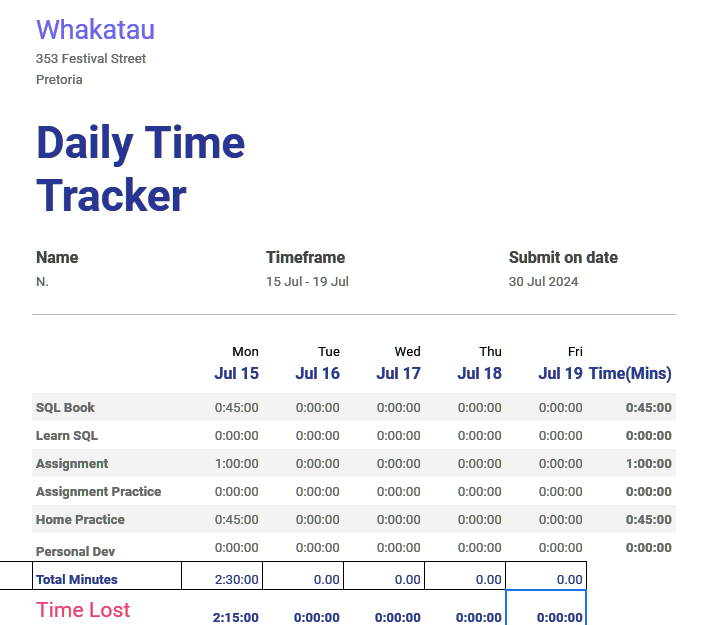 Whakatau
353 Festival Street
Pretoria
Daily Time
Tracker
Name Timeframe Submit on date
N. 15 Jul - 19 Jul 30 Jul 2024
Mon Tue Wed Thu Fri
Jul 15 Jul 16 Jul 17 Jul 18 Jul 19 Time(Mins)
SQL Book 0:45:00 0:00:00 0:00:00 0:00:00 0:00:00 0:45:00
Learn SQL 0:00:00 0:00:00 0:00:00 0:00:00 0:00:00 0:00:00
Assignment 1:00:00 0:00:00 0:00:00 0:00:00 0:00:00 1:00:00
Assignment Practice 0:00:00 0:00:00 0:00:00 0:00:00 0:00:00 0:00:00
Home Practice 0:45:00 0:00:00 0:00:00 0:00:00 0:00:00 0:45:00
Personal Dev 0:00:00 0:00:00 0:00:00 0:00:00 0:00:00 0:00:00
Total Minutes 2:30:00 0.00 0.00 0.00 0.00
Time Lost 2:15:00 0:00:00 0:00:00 0:00:00 0:00:00